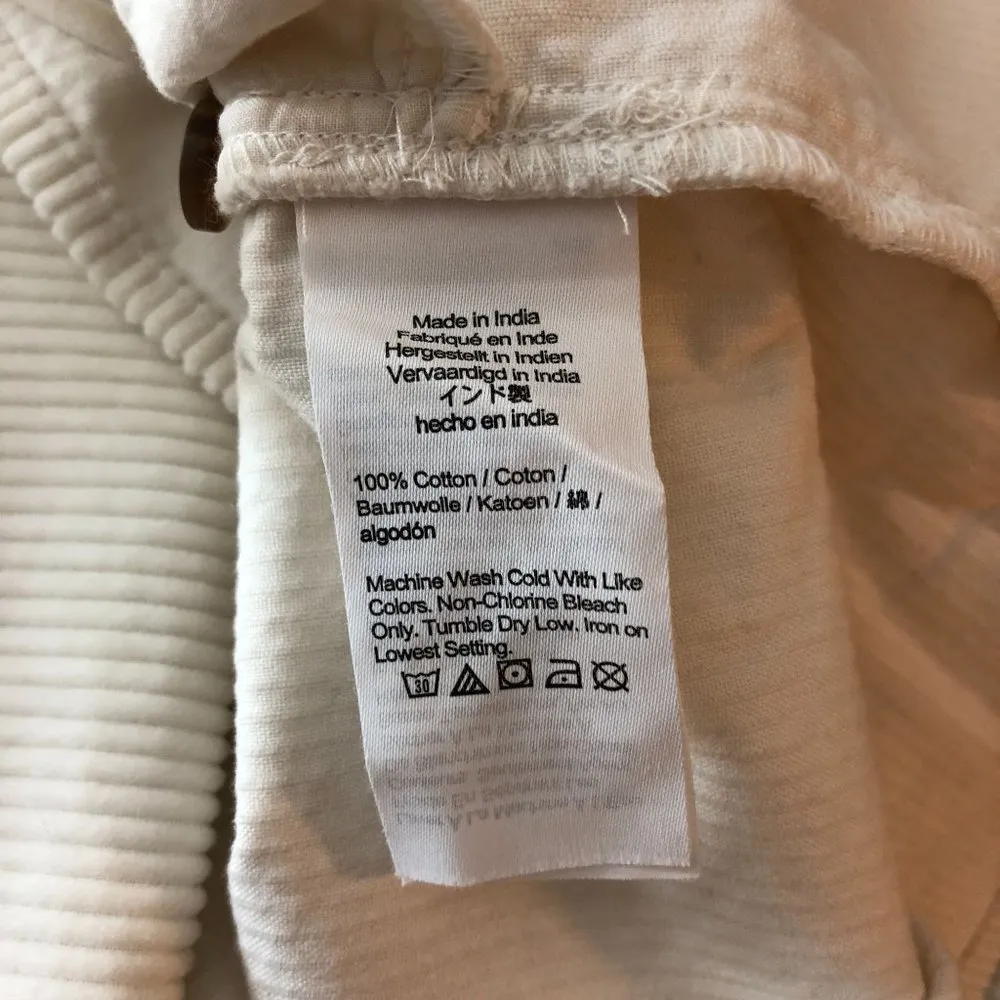 Made in India
Fabriqué en Inde
Hergestellt in Indien
Vervaardigd in India
インド製
hecho en india
100% Cotton / Coton /
Baumwolle / Katoen / 綿 /
algodón
Machine Wash Cold With Like
Colors. Non-Chlorine Bleach
Only. Tumble Dry Low. Iron on
Lowest Setting.
30